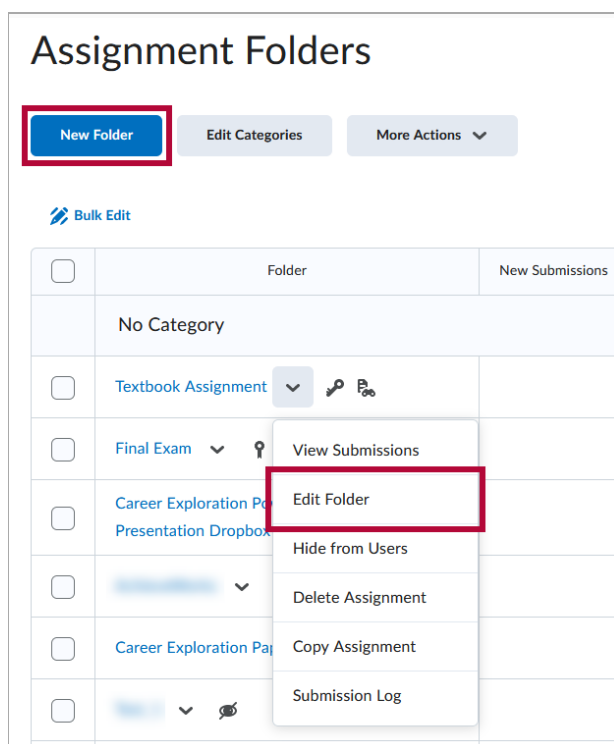 Assignment Folders
New Folder
Edit Categories
More Actions
Bulk Edit
Folder
New Submissions
No Category
Textbook Assignment
Final Exam
View Submissions
Career Exploration
Presentation Dropbox
Edit Folder
Hide from Users
Delete Assignment
Career Exploration
Copy Assignment
Submission Log